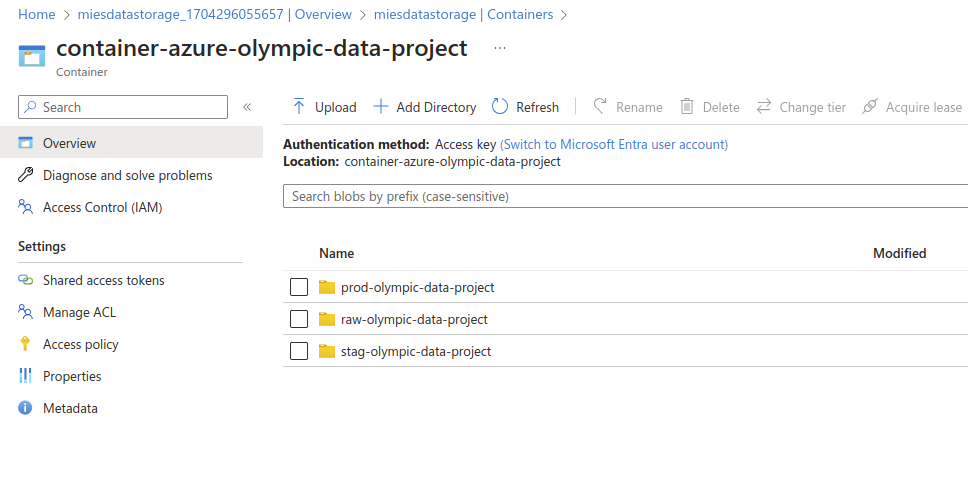 Home > miesdatastorage_1704296055657 | Overview > miesdatastorage | Containers >
container-azure-olympic-data-project ...
Container
Search «
Overview
Diagnose and solve problems
Access Control (IAM)
Settings
Shared access tokens
Manage ACL
Access policy
Properties
Metadata
Upload Add Directory Refresh Rename Delete Change tier Acquire lease
Authentication method: Access key (Switch to Microsoft Entra user account)
Location: container-azure-olympic-data-project
Search blobs by prefix (case-sensitive)
Name Modified
prod-olympic-data-project
raw-olympic-data-project
stag-olympic-data-project